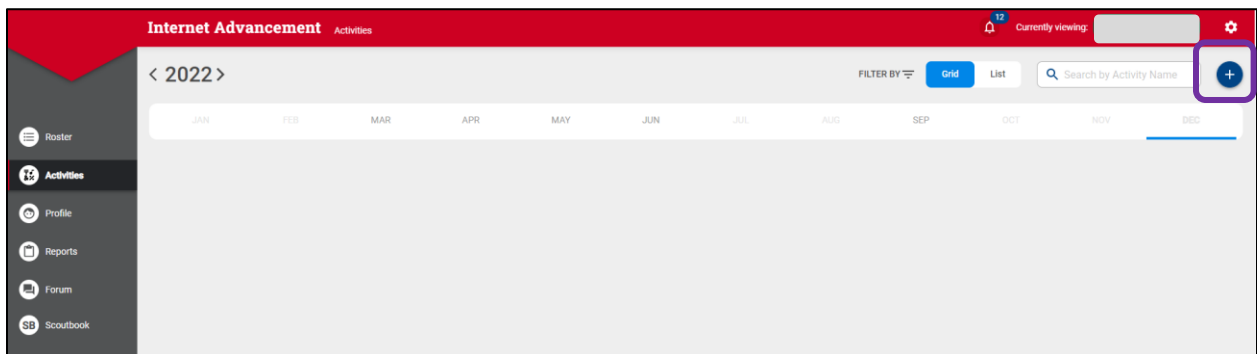 Internet Advancement Activities 12 Currently viewing:
< 2022 > FILTER BY Grid List Search by Activity Name +
JAN FEB MAR APR MAY JUN JUL AUG SEP OCT NOV DEC
Roster
Activities
Profile
Reports
Forum
SB Scoutbook